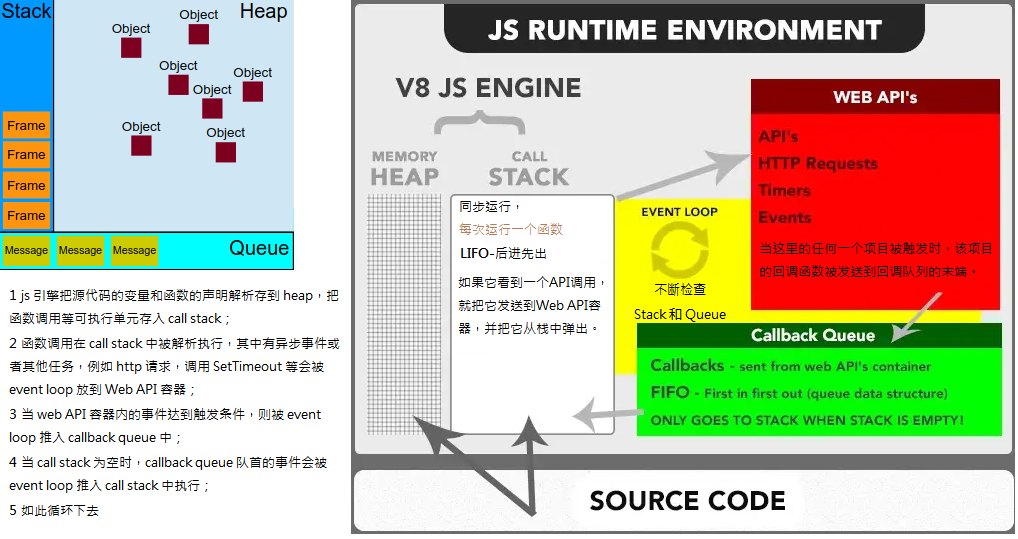 Stack
Heap
Object
Object
Object
Object
Object
Object
Object
Frame
Frame
Frame
Frame
Message Message Message
Queue
1 js 引擎把源代码的变量和函数的声明解析存到 heap，把
函数调用等可执行单元存入 call stack；
2 函数调用在 call stack 中被解析执行，其中有异步事件或
者其他任务，例如 http 请求，调用 SetTimeout 等会被
event loop 放到 Web API 容器；
3 当 web API 容器内的事件达到触发条件，则被 event
loop 推入 callback queue 中；
4 当 call stack 为空时，callback queue 队首的事件会被
event loop 推入 call stack 中执行；
5 如此循环下去
JS RUNTIME ENVIRONMENT
V8 JS ENGINE
MEMORY
HEAP
CALL
STACK
同步运行，
每次运行一个函数
LIFO-后进先出
如果它看到一个API调用，
就把它发送到Web API容
器，并把它从栈中弹出。
EVENT LOOP
不断检查
Stack 和 Queue
WEB API's
API's
HTTP Requests
Timers
Events
当这里的任何一个项目被触发时，该项目
的回调函数被发送到回调队列的末端。
Callback Queue
Callbacks - sent from web API's container
FIFO - First in first out (queue data structure)
ONLY GOES TO STACK WHEN STACK IS EMPTY!
SOURCE CODE